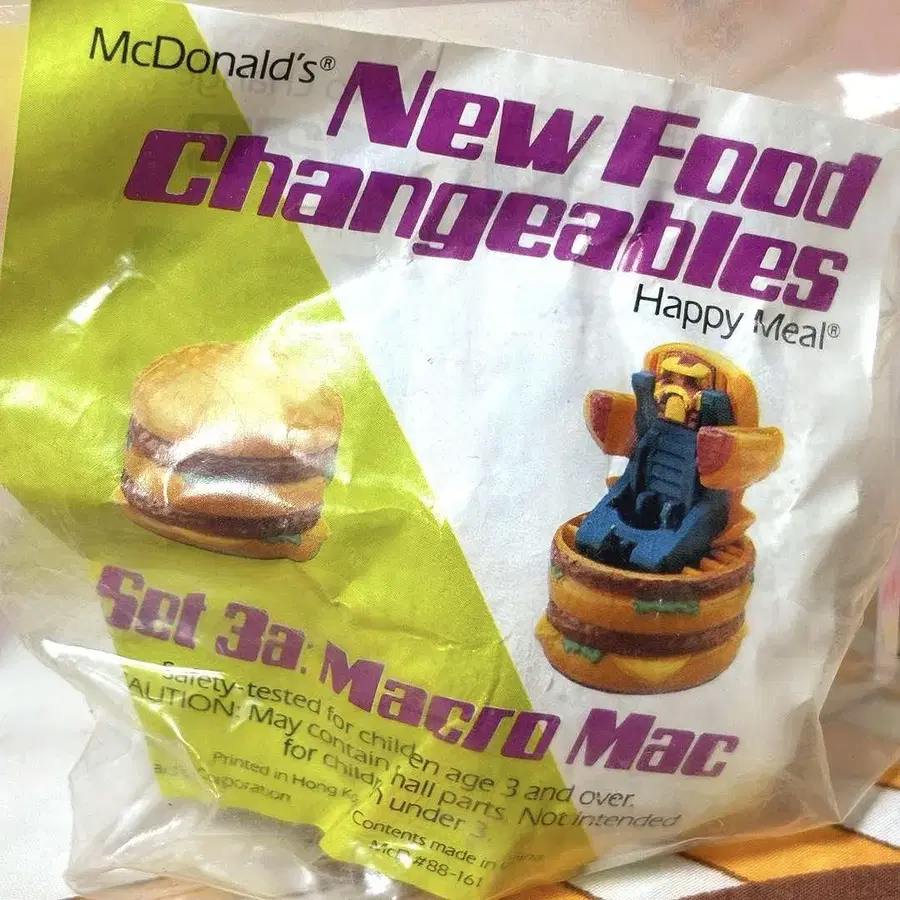 McDonald's®
New Food
Changeables
Happy Meal®
Set 3a: Macro Mac
Safety-tested for children age 3 and over.
AUTION: May contain small parts. Not intended
for children under 3.
Printed in Hong
Contents made in China
Corporation
McD #88-161